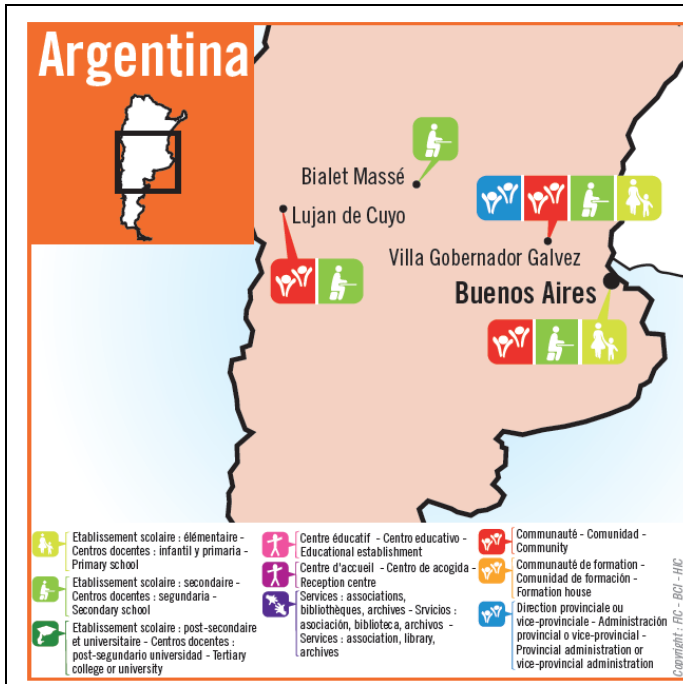 Argentina
Bialet Massé
Lujan de Cuyo
Villa Gobernador Galvez
Buenos Aires
Etablissement scolaire : élémentaire -
Centros docentes : infantil y primaria -
Primary school
Etablissement scolaire : secondaire -
Centros docentes : segundaria -
Secondary school
Etablissement scolaire : post-secondaire
et universitaire - Centros docentes :
post-segundario universidad - Tertiary
college or university
Centre éducatif - Centro educativo -
Educational establishment
Centre d'accueil - Centro de acogida -
Reception centre
Services : associations,
bibliothèques, archives - Srvicios :
asociación, biblioteca, archivos -
Services : association, library,
archives
Communauté - Comunidad -
Community
Communauté de formation -
Comunidad de formación -
Formation house
Direction provinciale ou
vice-provinciale - Administración
provincial o vice-provincial -
Provincial administration or
vice-provincial administration
Copyright : FIC - BCI - HIC